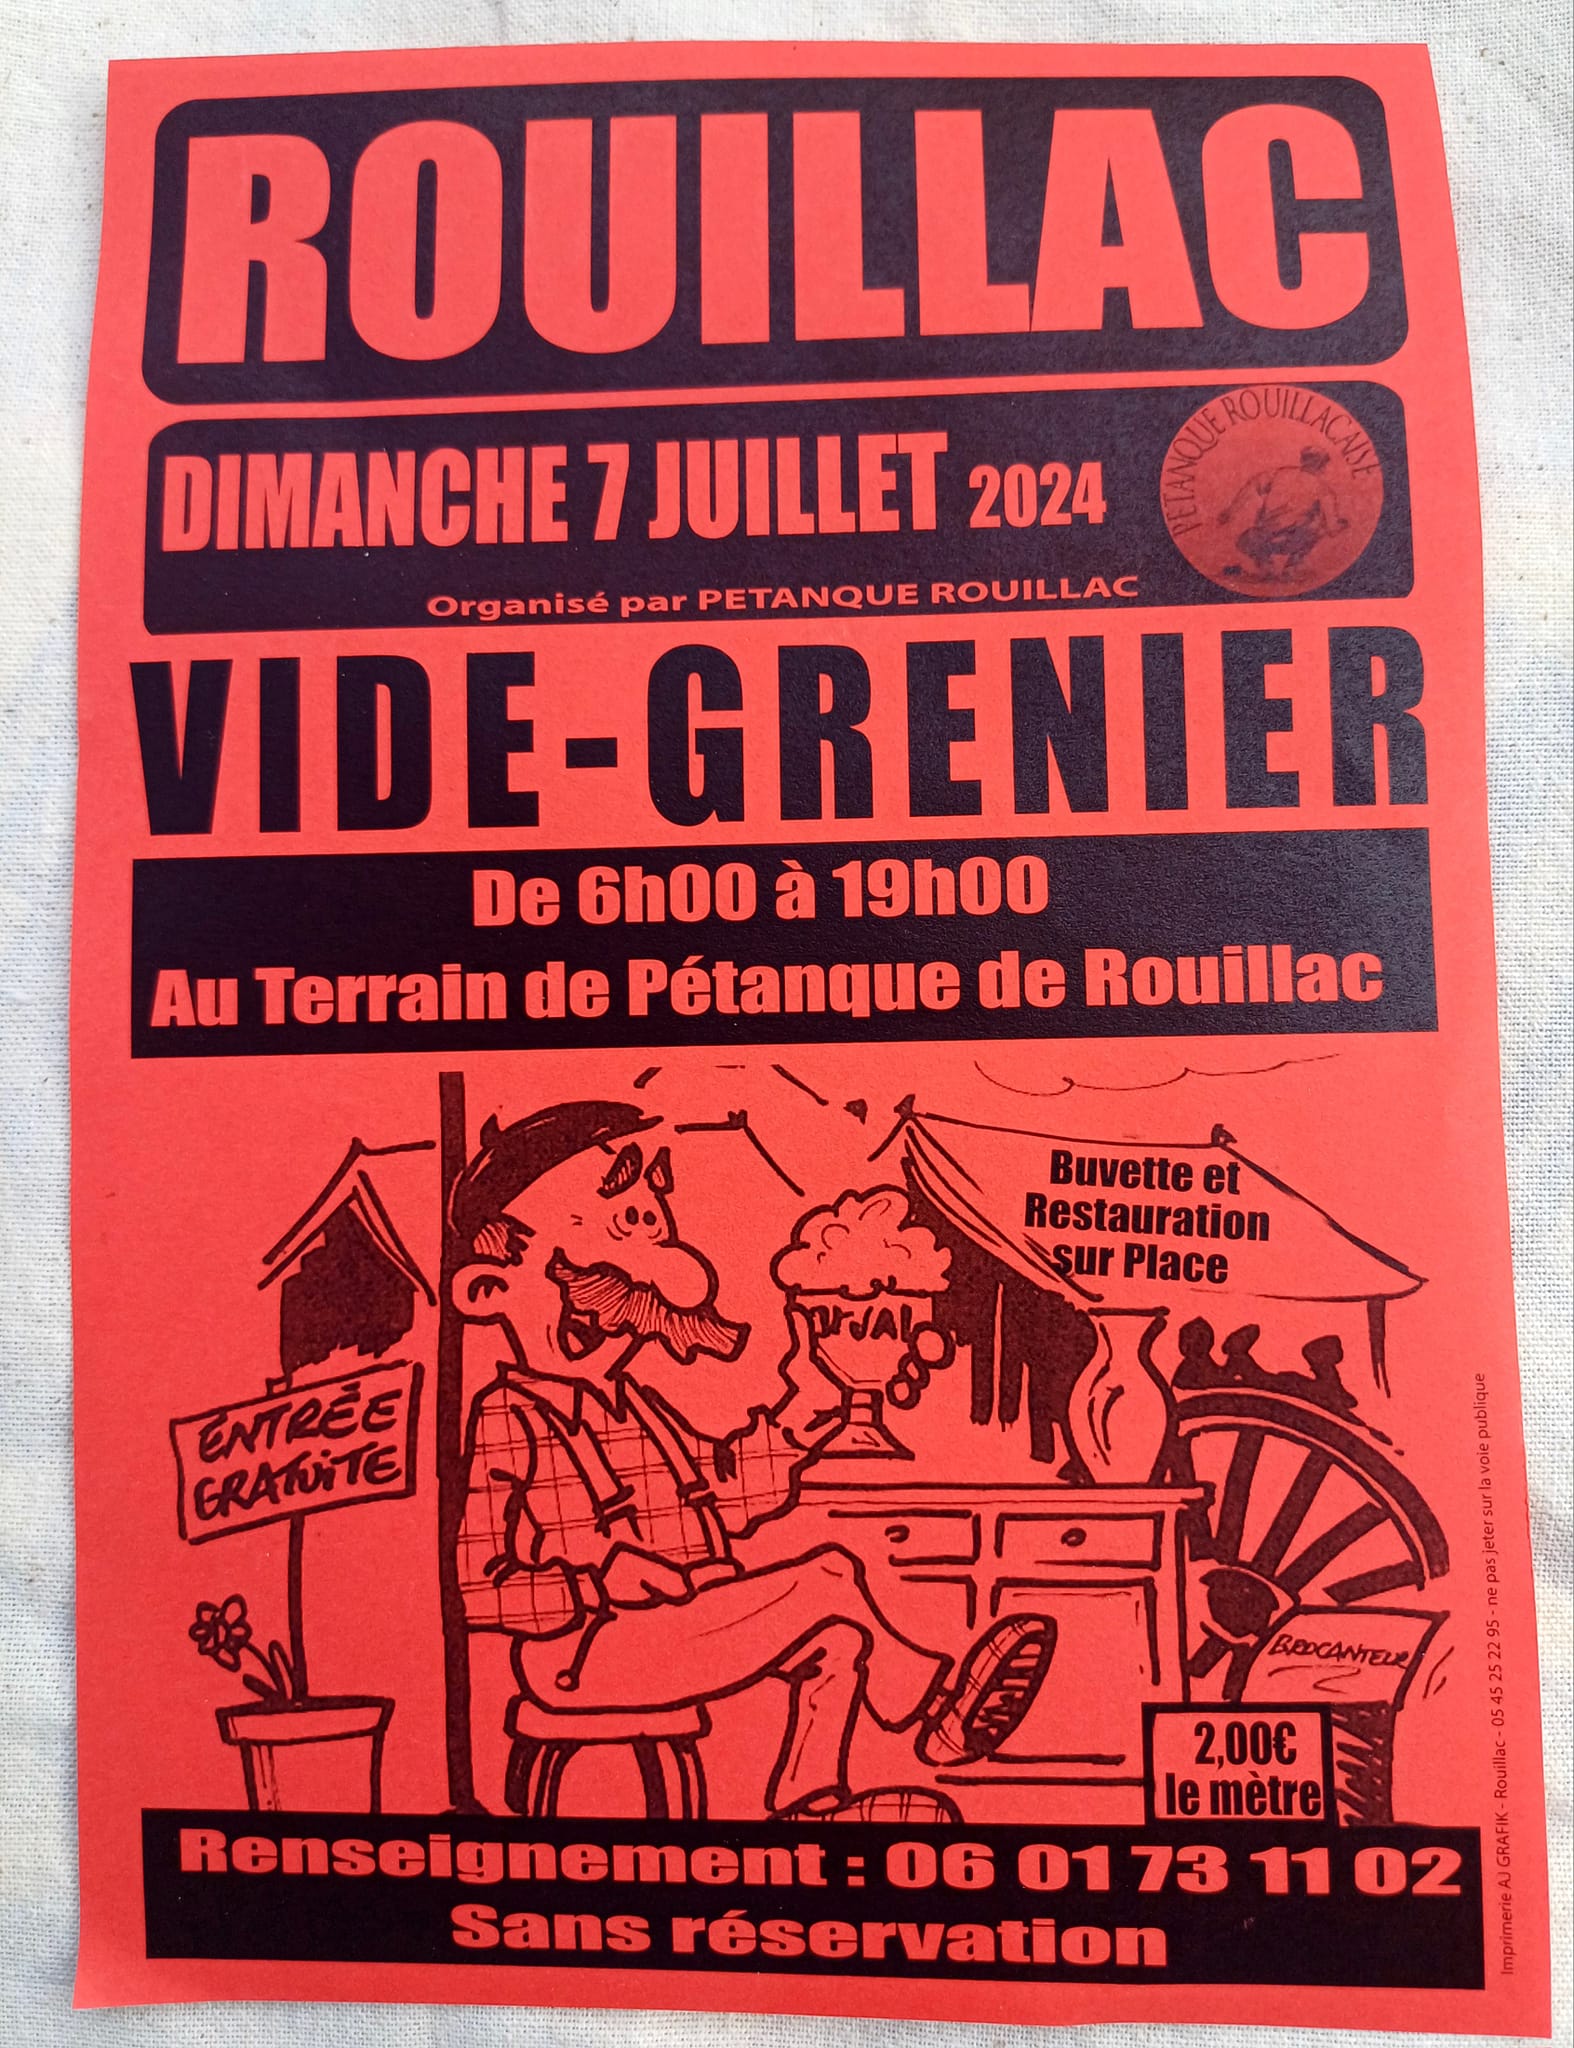 ROUILLAC
DIMANCHE 7 JUILLET 2024
PETANQUE ROUILLACAISE
Organisé par PETANQUE ROUILLAC
VIDE-GRENIER
De 6h00 à 19h00
Au Terrain de Pétanque de Rouillac
Buvette et
Restauration
sur Place
ENTRÉE
GRATUITE
BROCANTEUR
2,00€
le mètre
Renseignement : 06 01 73 11 02
Sans réservation
Imprimerie AJ GRAFIK - Rouillac - 05 45 25 22 95 - ne pas jeter sur la voie publique